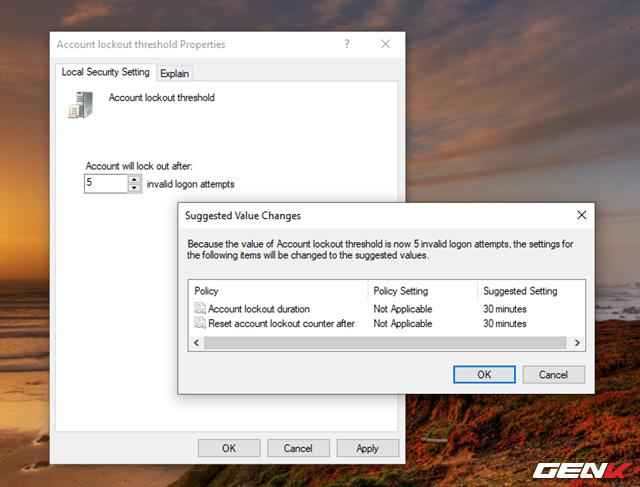 Account lockout threshold Properties
Local Security Setting
Explain
Account lockout threshold
Account will lock out after:
5 invalid logon attempts
Suggested Value Changes
Because the value of Account lockout threshold is now 5 invalid logon attempts, the settings for
the following items will be changed to the suggested values.
Policy Policy Setting Suggested Setting
Account lockout duration Not Applicable 30 minutes
Reset account lockout counter after Not Applicable 30 minutes
OK Cancel
OK Cancel Apply
GENK